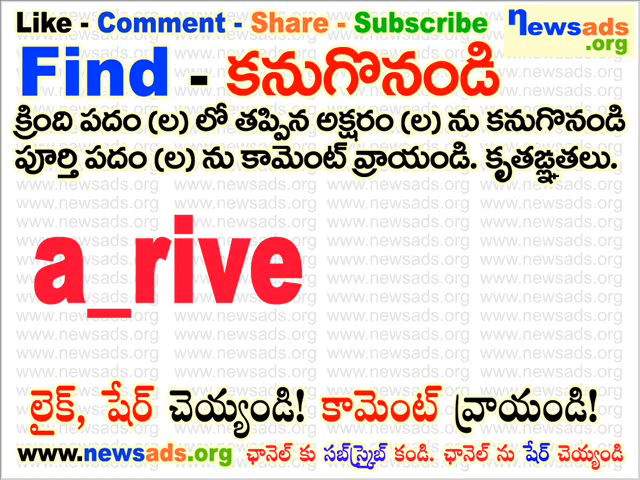 Like - Comment - Share - Subscribe
newsads
.org
Find - కనుగొనండి
క్రింది పదం (ల) లో తప్పిన అక్షరం (ల) ను కనుగొనండి
పూర్తి పదం (ల) ను కామెంట్ వ్రాయండి. కృతఙ్ఞతలు.
a_rive
లైక్, షేర్ చెయ్యండి! కామెంట్ వ్రాయండి!
www.newsads.org ఛానెల్ కు సబ్‌స్క్రైబ్ కండి. ఛానెల్ ను షేర్ చెయ్యండి